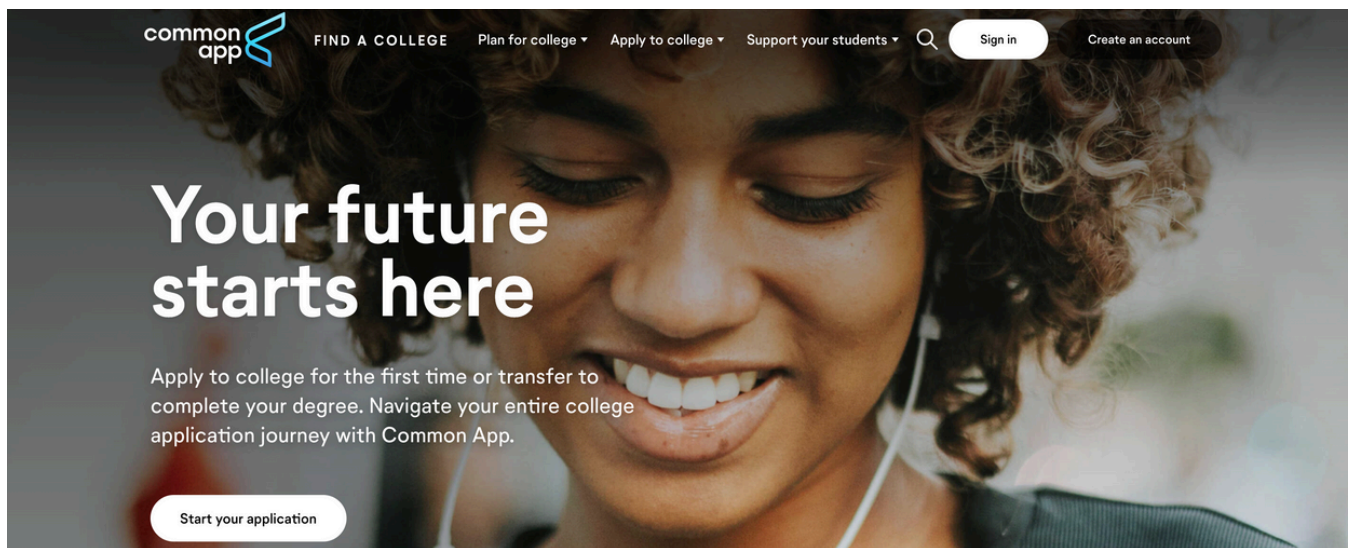 common
app
FIND A COLLEGE
Plan for college
Apply to college
Support your students
Sign in
Create an account
Your future
starts here
Apply to college for the first time or transfer to
complete your degree. Navigate your entire college
application journey with Common App.
Start your application